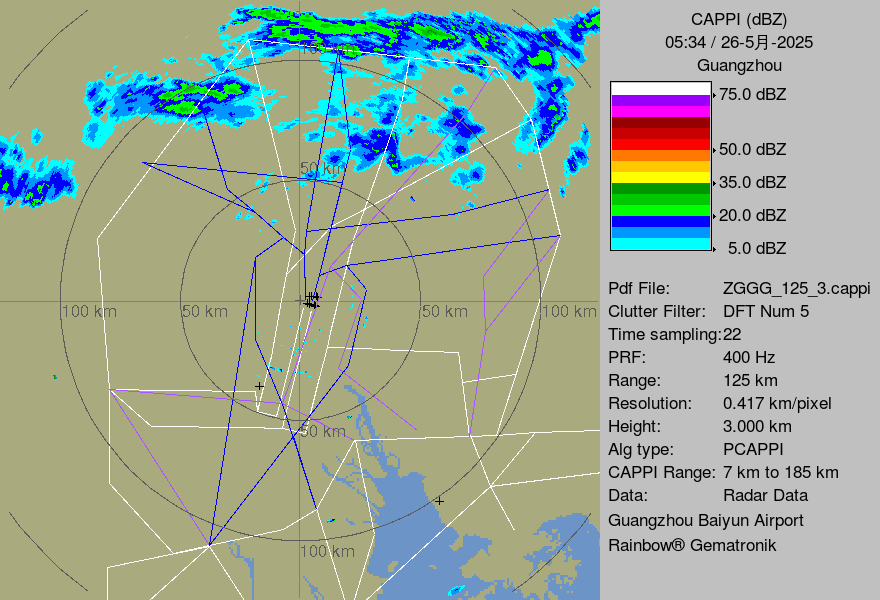 CAPPI (dBZ)
05:34 / 26-5月-2025
Guangzhou
75.0 dBZ
50.0 dBZ
35.0 dBZ
20.0 dBZ
5.0 dBZ
Pdf File: ZGGG_125_3.cappi
Clutter Filter: DFT Num 5
Time sampling:22
PRF: 400 Hz
Range: 125 km
Resolution: 0.417 km/pixel
Height: 3.000 km
Alg type: PCAPPI
CAPPI Range: 7 km to 185 km
Data: Radar Data
Guangzhou Baiyun Airport
Rainbow® Gematronik
100 km
50 km
100 km
50 km
50 km
100 km
50 km
100 km